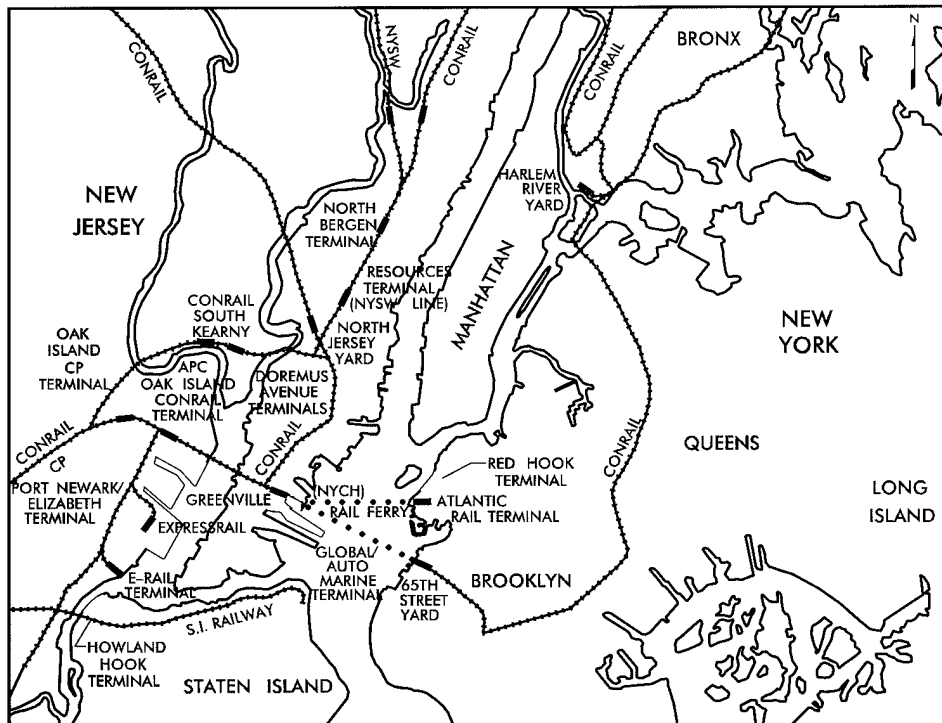 N
BRONX
CONRAIL
NYSW
CONRAIL
CONRAIL
NEW
JERSEY
HARLEM
RIVER
YARD
NORTH
BERGEN
TERMINAL
MANHATTAN
RESOURCES
TERMINAL
(NYSW LINE)
CONRAIL
SOUTH
KEARNY
NORTH
JERSEY
YARD
NEW
YORK
OAK
ISLAND
CP
TERMINAL
APC
OAK ISLAND
CONRAIL
TERMINAL
DOREMUS
AVENUE
TERMINALS
CONRAIL
CP
CONRAIL
CONRAIL
QUEENS
RED HOOK
TERMINAL
PORT NEWARK/
ELIZABETH
TERMINAL
GREENVILLE
(NYCH)
RAIL FERRY
ATLANTIC
RAIL TERMINAL
LONG
ISLAND
EXPRESSRAIL
GLOBAL/
AUTO
MARINE
TERMINAL
E-RAIL
TERMINAL
65TH
STREET
YARD
BROOKLYN
S.I. RAILWAY
HOWLAND
HOOK
TERMINAL
STATEN ISLAND